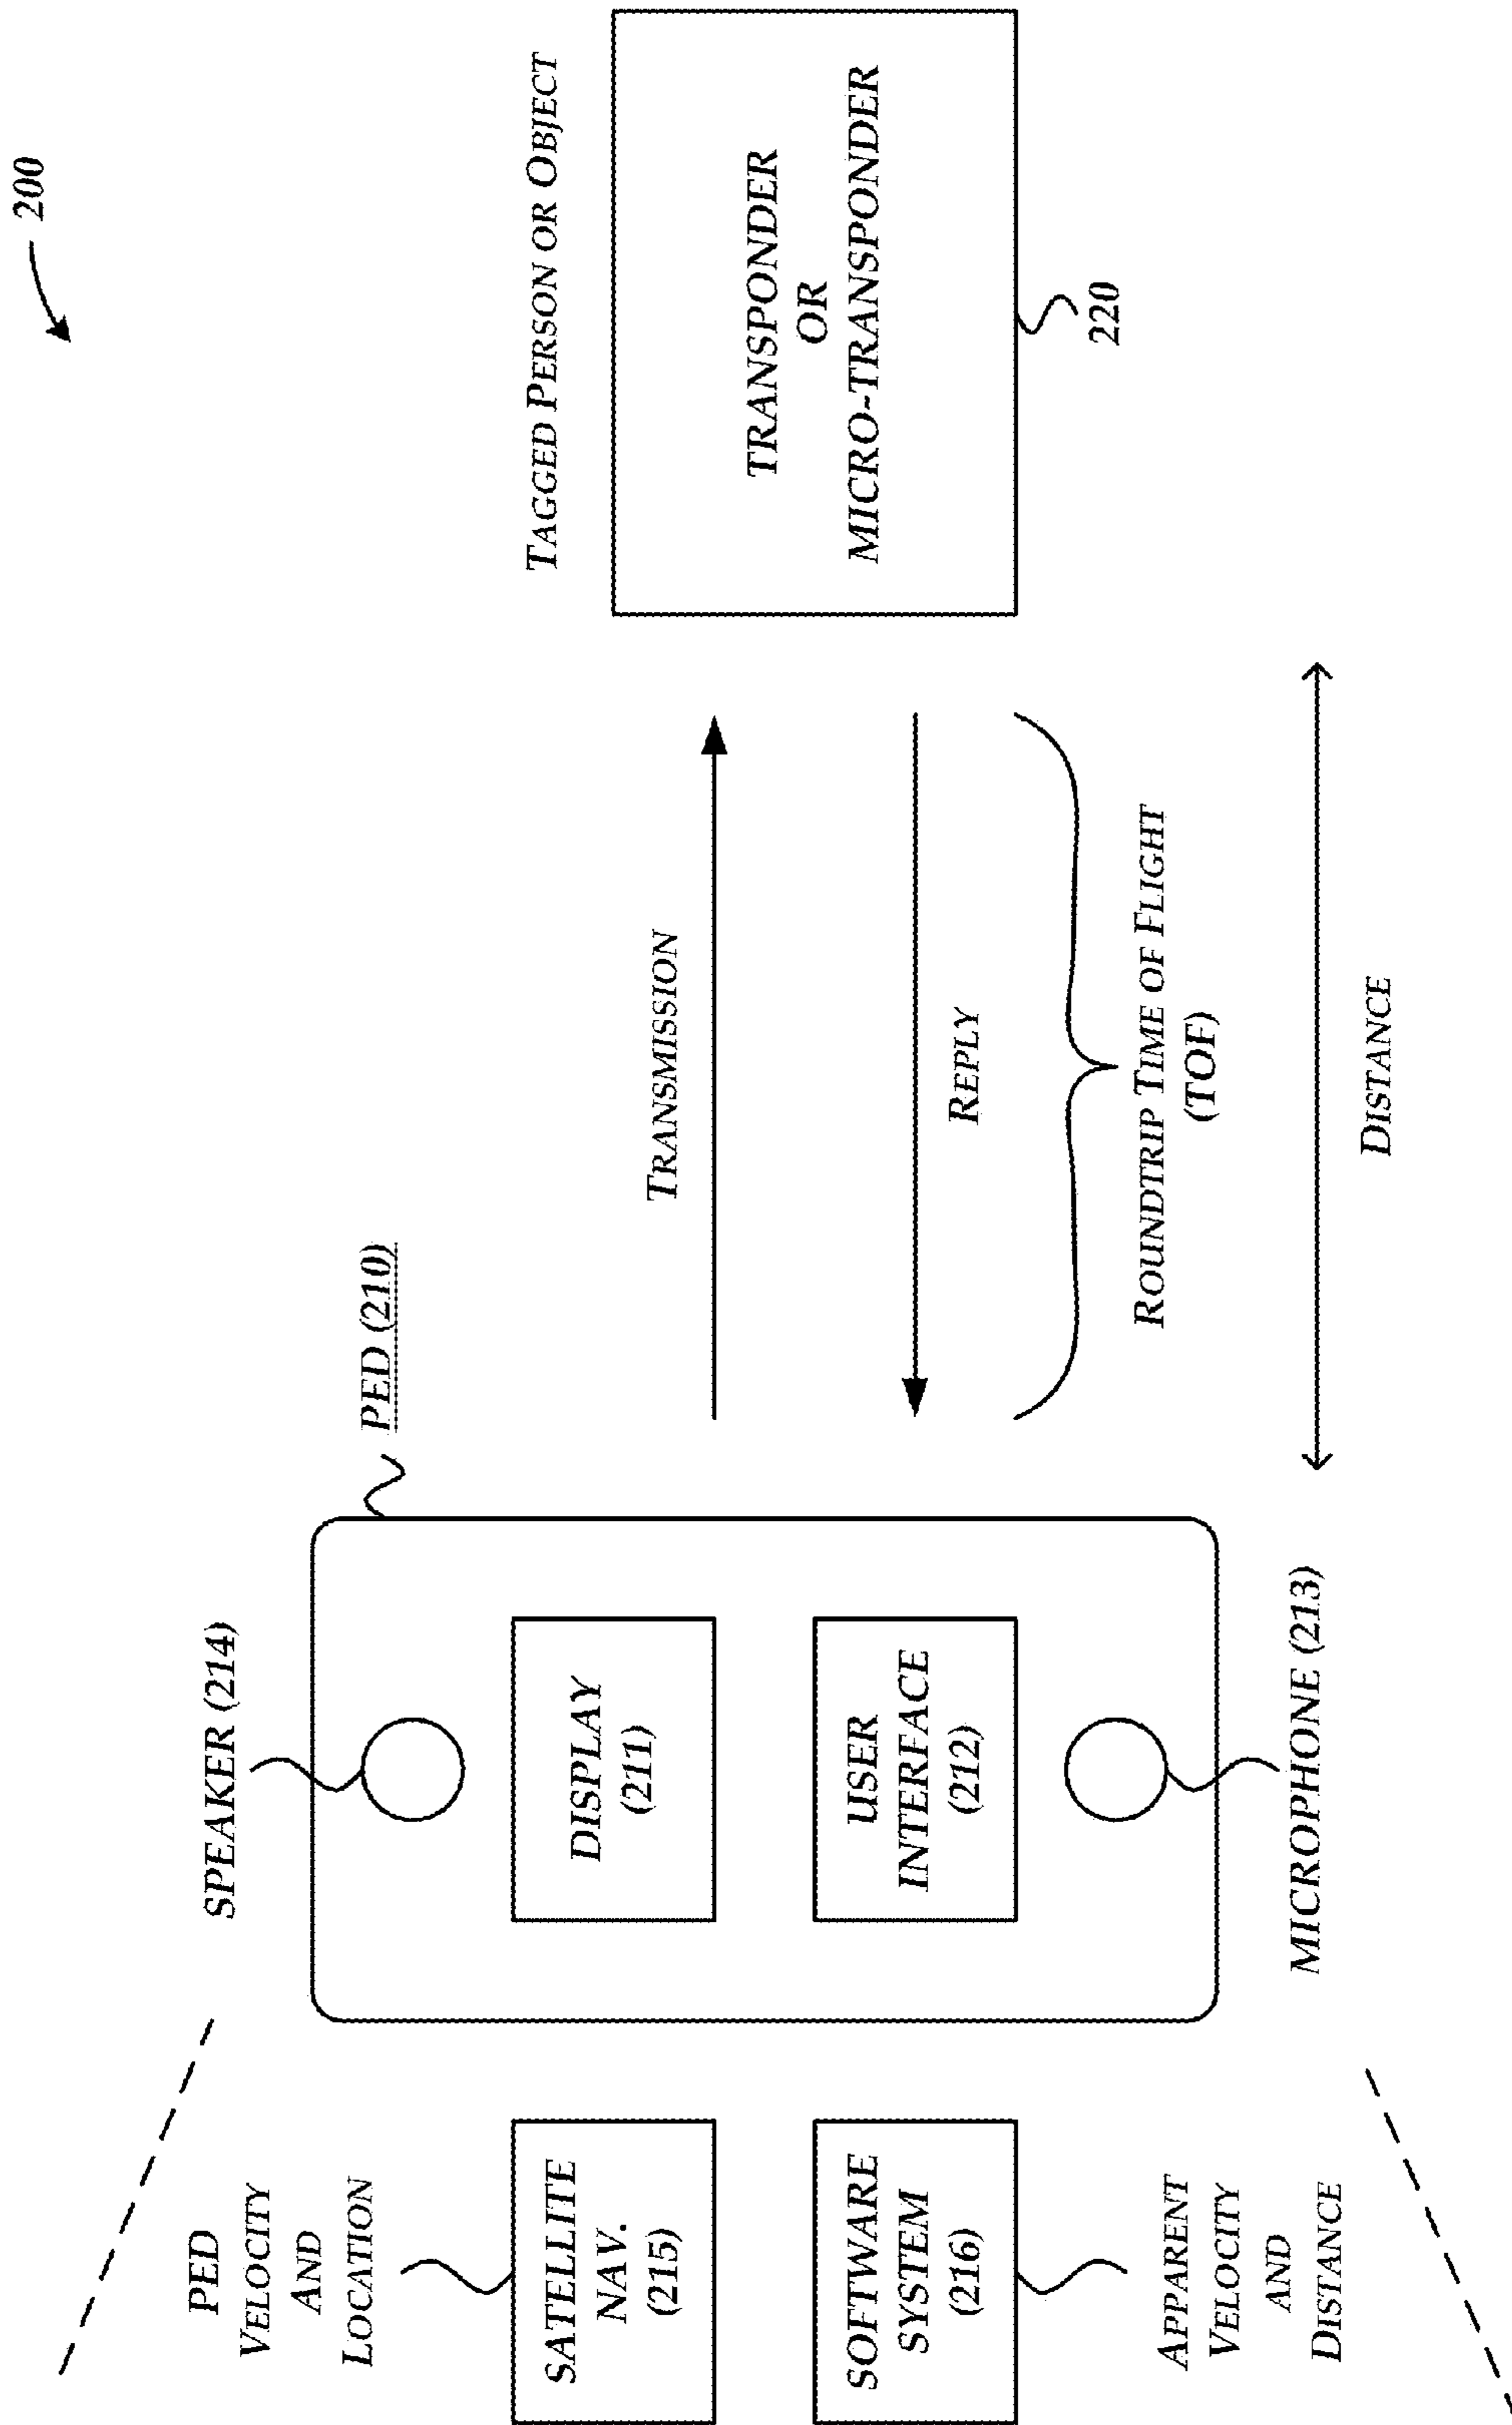 200
PED
VELOCITY
AND
LOCATION
SATELLITE
NAV.
(215)
SOFTWARE
SYSTEM
(216)
APPARENT
VELOCITY
AND
DISTANCE
SPEAKER (214)
PED (210)
DISPLAY
(211)
USER
INTERFACE
(212)
MICROPHONE (213)
TRANSMISSION
REPLY
ROUNDTRIP TIME OF FLIGHT
(TOF)
DISTANCE
TAGGED PERSON OR OBJECT
TRANSPONDER
OR
MICRO-TRANSPONDER
220